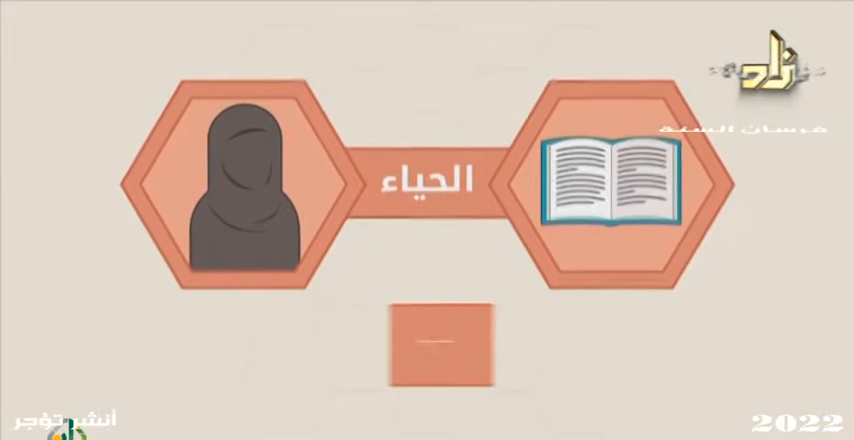 زاد
فرسان السنة
الحياء
أنشر تؤجر
2022